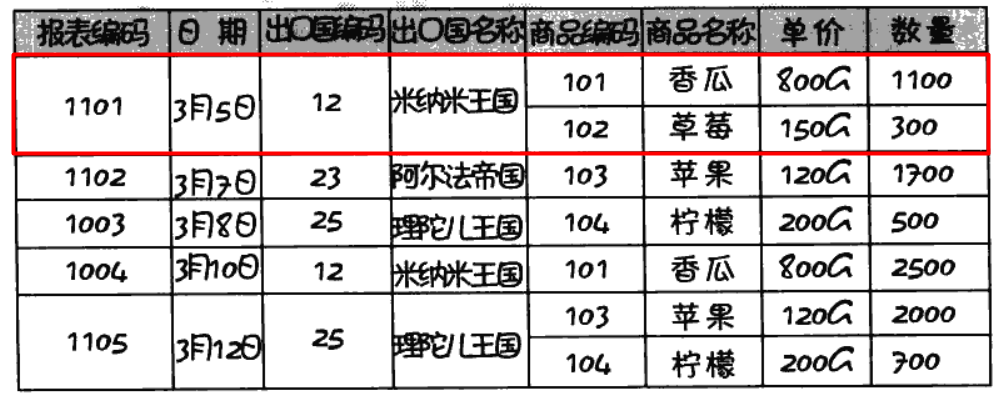 报表编码 日期 出口国编码 出口国名称 商品编码 商品名称 单价 数量
1101 3月5日 12 米纳米王国 101 香瓜 800G 1100
102 草莓 150G 300
1102 3月7日 23 阿尔法帝国 103 苹果 120G 1700
1003 3月8日 25 理陀儿王国 104 柠檬 200G 500
1004 3月10日 12 米纳米王国 101 香瓜 800G 2500
1105 3月12日 25 理陀儿王国 103 苹果 120G 2000
104 柠檬 200G 700